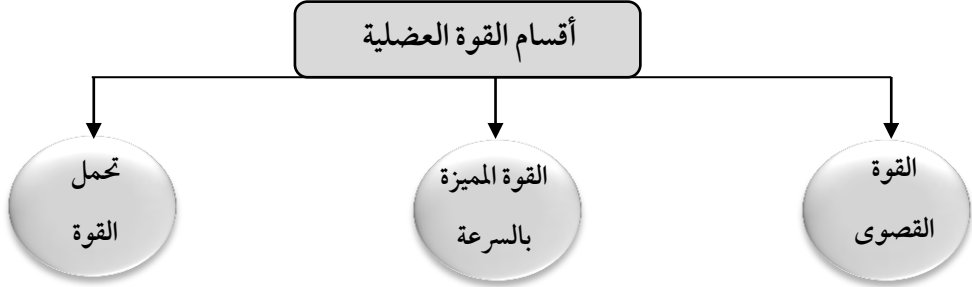 أقسام القوة العضلية
القوة
القصوى
القوة المميزة
بالسرعة
تحمل
القوة